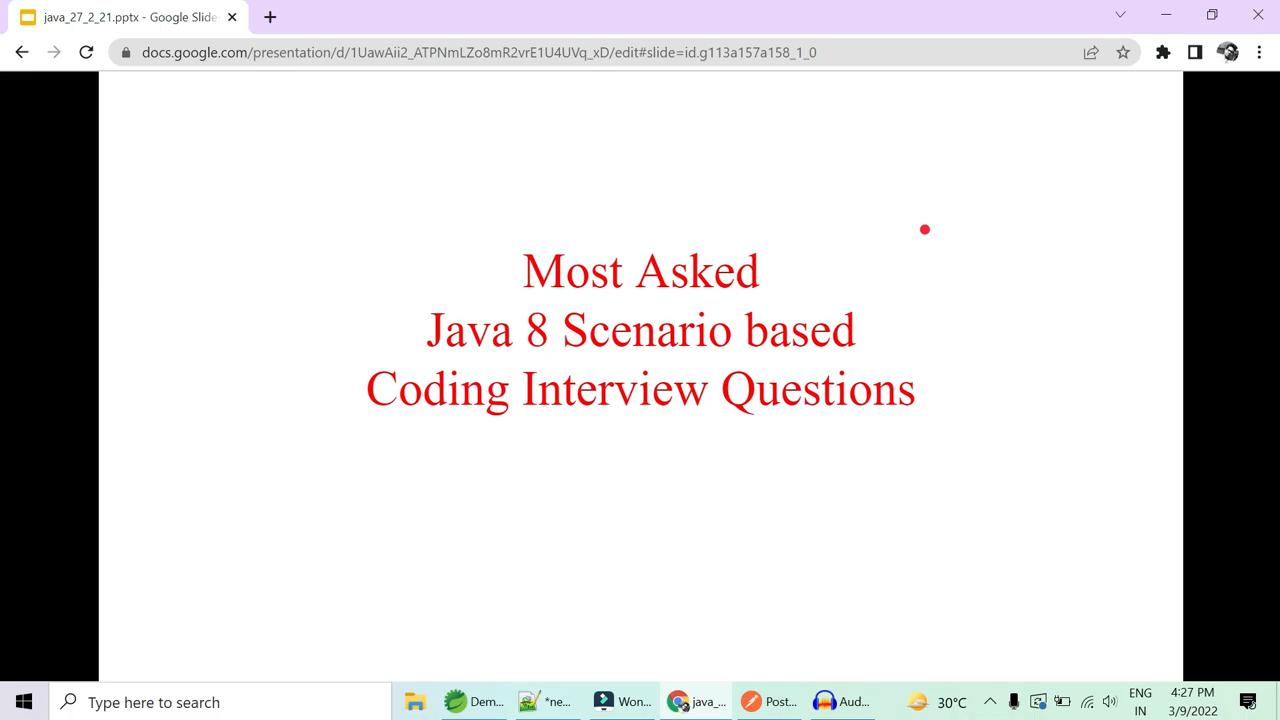 java_27_2_21.pptx - Google Slide
docs.google.com/presentation/d/1UawAii2_ATPNmLZo8mR2vrE1U4UVq_xD/edit#slide=id.g113a157a158_1_0
Most Asked
Java 8 Scenario based
Coding Interview Questions
Type here to search
Dem...
*ne...
Won...
java_...
Post...
Aud...
30°C
ENG
IN
4:27 PM
3/9/2022